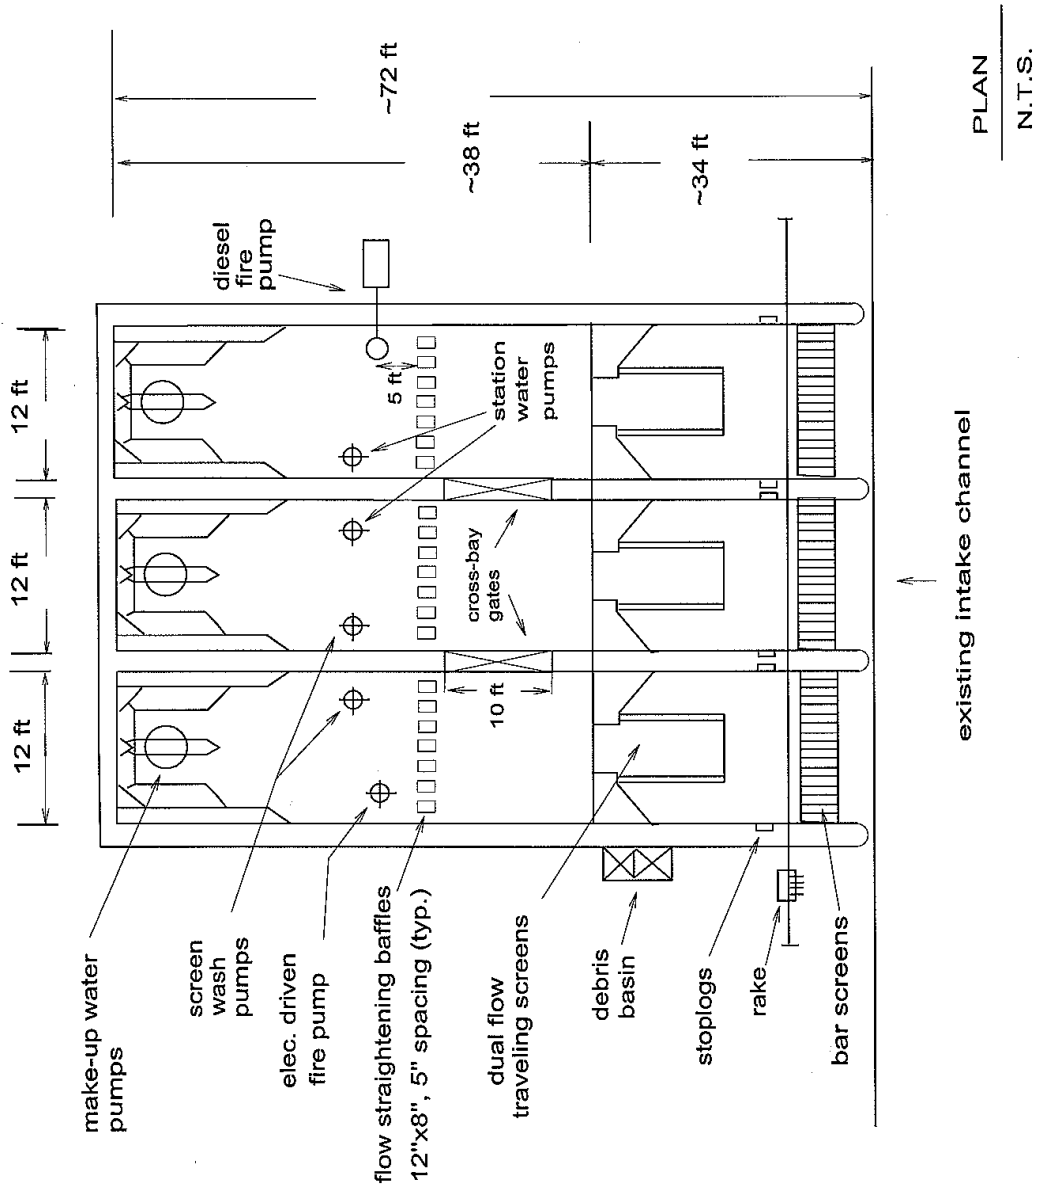 12 ft
12 ft
12 ft
~72 ft
~38 ft
~34 ft
diesel
fire
pump
5 ft
station
water
pumps
cross-bay
gates
10 ft
make-up water
pumps
screen
wash
pumps
elec. driven
fire pump
flow straightening baffles
12"x8", 5" spacing (typ.)
dual flow
traveling screens
debris
basin
stoplogs
rake
bar screens
existing intake channel
PLAN
N.T.S.